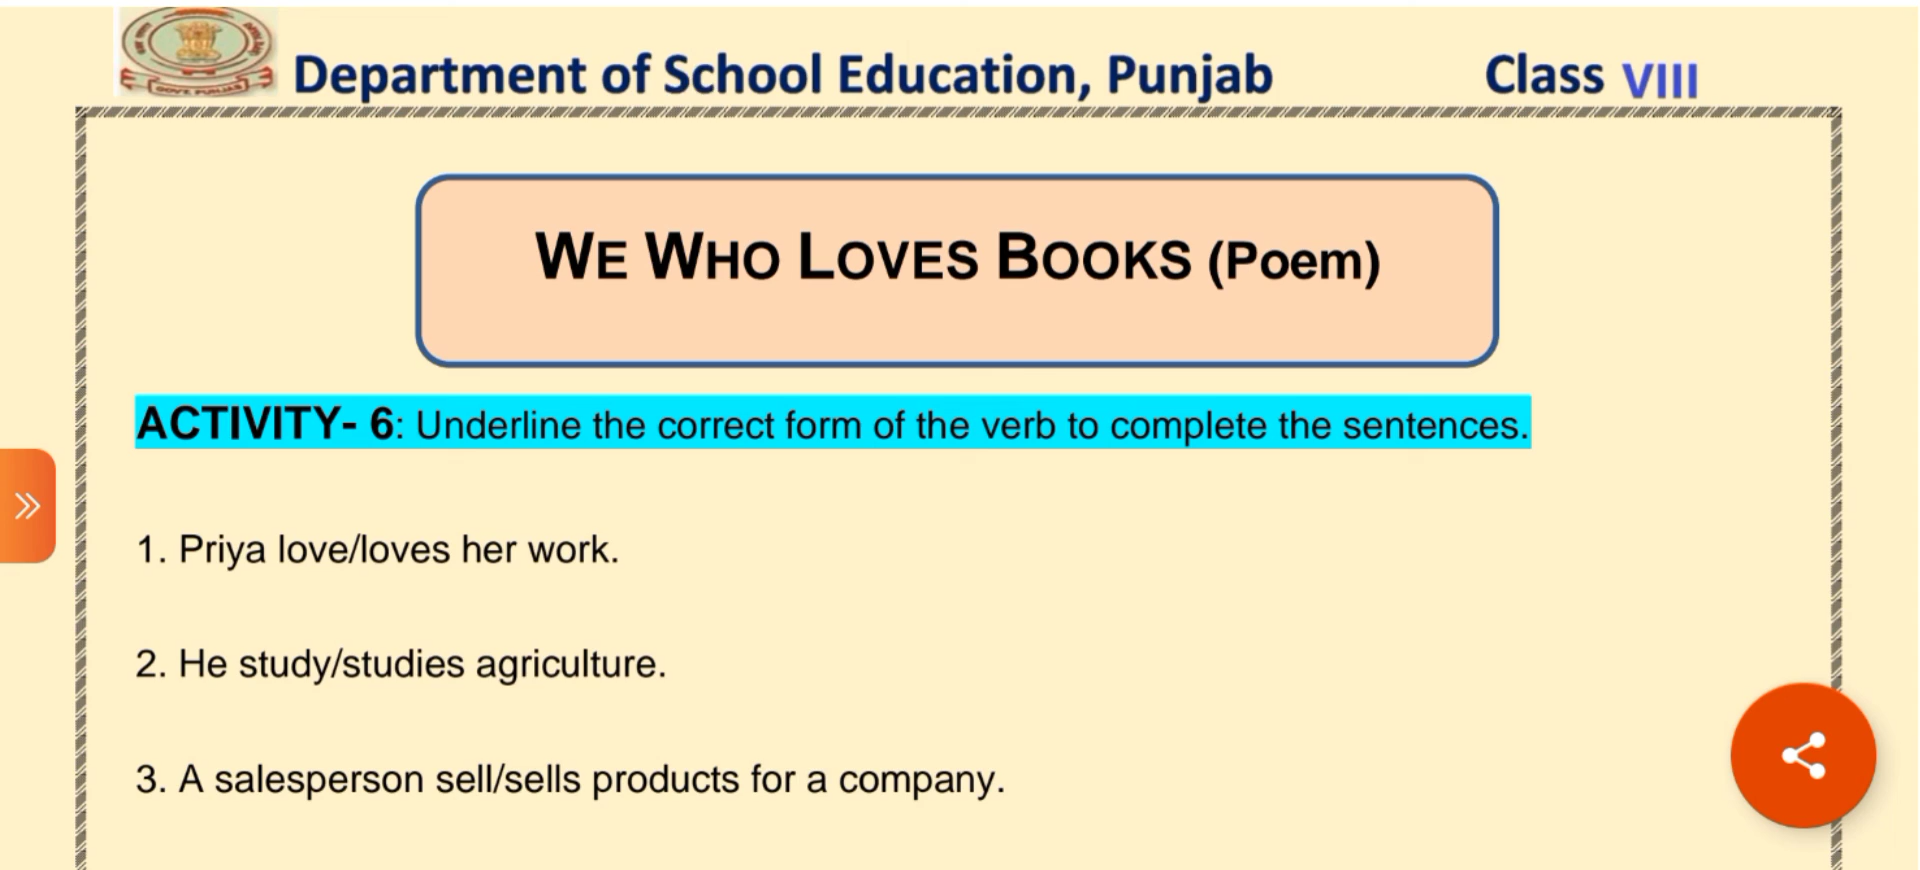 Department of School Education, Punjab Class VIII
WE WHO LOVES BOOKS (Poem)
ACTIVITY- 6: Underline the correct form of the verb to complete the sentences.
1. Priya love/loves her work.
2. He study/studies agriculture.
3. A salesperson sell/sells products for a company.